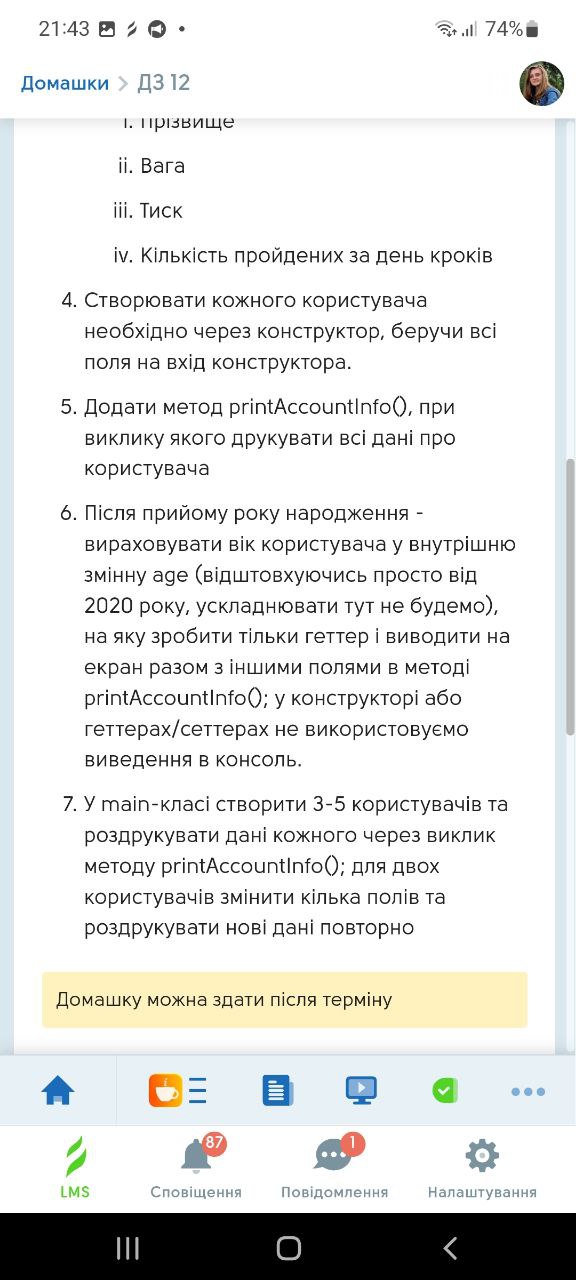 21:43
74%
Домашки > ДЗ 12
i. Прізвище
ii. Вага
iii. Тиск
iv. Кількість пройдених за день кроків
4. Створювати кожного користувача
необхідно через конструктор, беручи всі
поля на вхід конструктора.
5. Додати метод printAccountInfo(), при
виклику якого друкувати всі дані про
користувача
6. Після прийому року народження -
вираховувати вік користувача у внутрішню
змінну age (відштовхуючись просто від
2020 року, ускладнювати тут не будемо),
на яку зробити тільки геттер і виводити на
екран разом з іншими полями в методі
printAccountInfo(); у конструкторі або
геттерах/сеттерах не використовуємо
виведення в консоль.
7. У main-класі створити 3-5 користувачів та
роздрукувати дані кожного через виклик
методу printAccountInfo(); для двох
користувачів змінити кілька полів та
роздрукувати нові дані повторно
Домашку можна здати після терміну
87
1
LMS
Сповіщення
Повідомлення
Налаштування